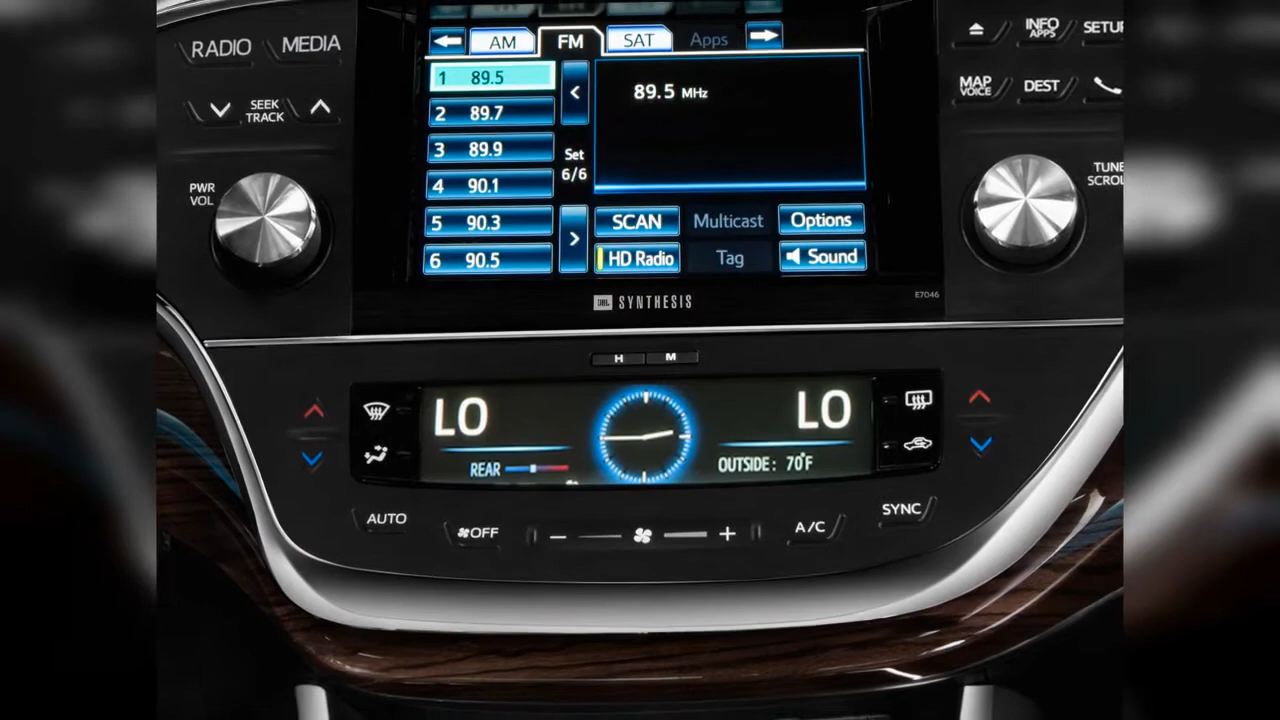 RADIO
MEDIA
AM
FM
SAT
Apps
INFO
APPS
SETUP
1 89.5
89.5 MHz
2 89.7
SEEK
TRACK
MAP
VOICE
DEST
3 89.9
Set
6/6
4 90.1
PWR
VOL
TUNE
SCROL
5 90.3
SCAN
Multicast
Options
6 90.5
HD Radio
Tag
Sound
JBL SYNTHESIS
E7046
H
M
LO
LO
REAR
OUTSIDE: 70°F
AUTO
OFF
− +
A/C
SYNC